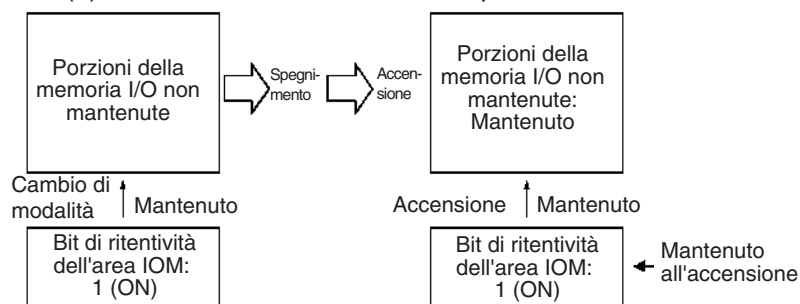 Porzioni della
memoria I/O non
mantenute
Spegni-
mento
Accen-
sione
Porzioni della
memoria I/O non
mantenute:
Mantenuto
Cambio di
modalità
Mantenuto
Accensione
Mantenuto
Bit di ritentività
dell'area IOM:
1 (ON)
Bit di ritentività
dell'area IOM:
1 (ON)
Mantenuto
all'accensione